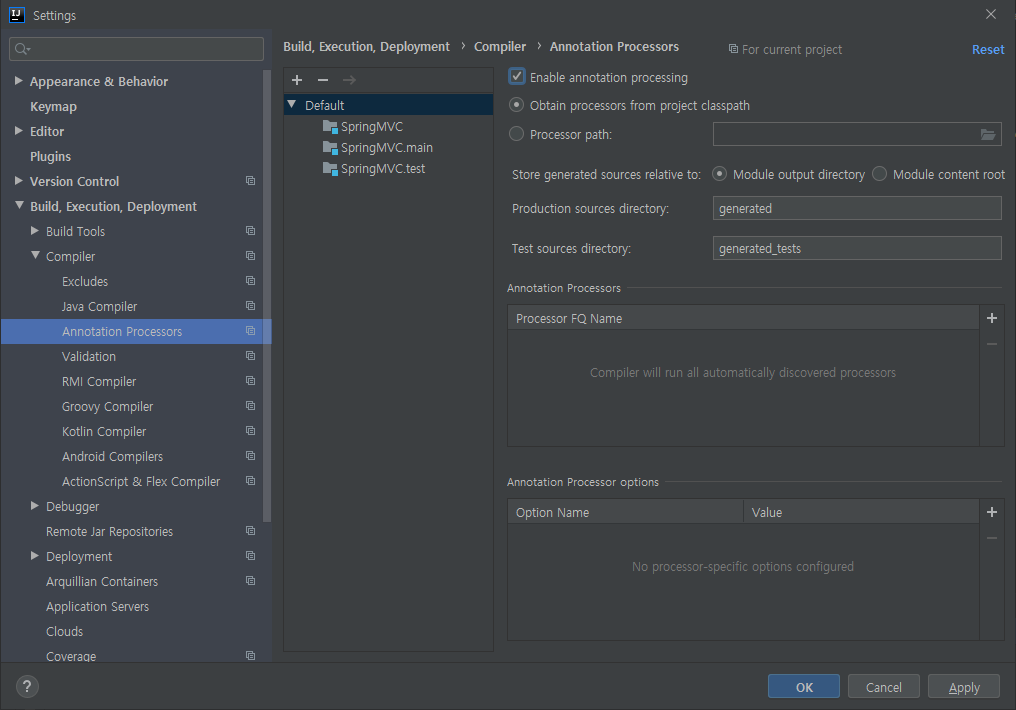 Settings
Appearance & Behavior
Keymap
Editor
Plugins
Version Control
Build, Execution, Deployment
Build Tools
Compiler
Excludes
Java Compiler
Annotation Processors
Validation
RMI Compiler
Groovy Compiler
Kotlin Compiler
Android Compilers
ActionScript & Flex Compiler
Debugger
Remote Jar Repositories
Deployment
Arquillian Containers
Application Servers
Clouds
Coverage
Build, Execution, Deployment › Compiler › Annotation Processors
For current project
Reset
Default
SpringMVC
SpringMVC.main
SpringMVC.test
Enable annotation processing
Obtain processors from project classpath
Processor path:
Store generated sources relative to: Module output directory Module content root
Production sources directory: generated
Test sources directory: generated_tests
Annotation Processors
Processor FQ Name
Compiler will run all automatically discovered processors
Annotation Processor options
Option Name Value
No processor-specific options configured
?
OK Cancel Apply